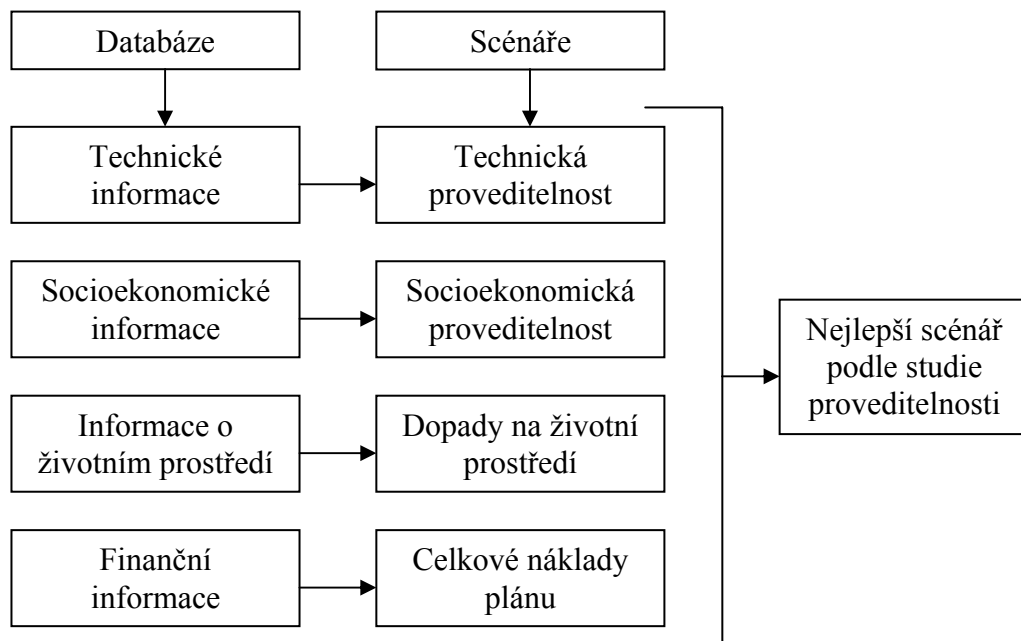 Databáze
Scénáře
Technické
informace
Technická
proveditelnost
Socioekonomické
informace
Socioekonomická
proveditelnost
Nejlepší scénář
podle studie
proveditelnosti
Informace o
životním prostředí
Dopady na životní
prostředí
Finanční
informace
Celkové náklady
plánu